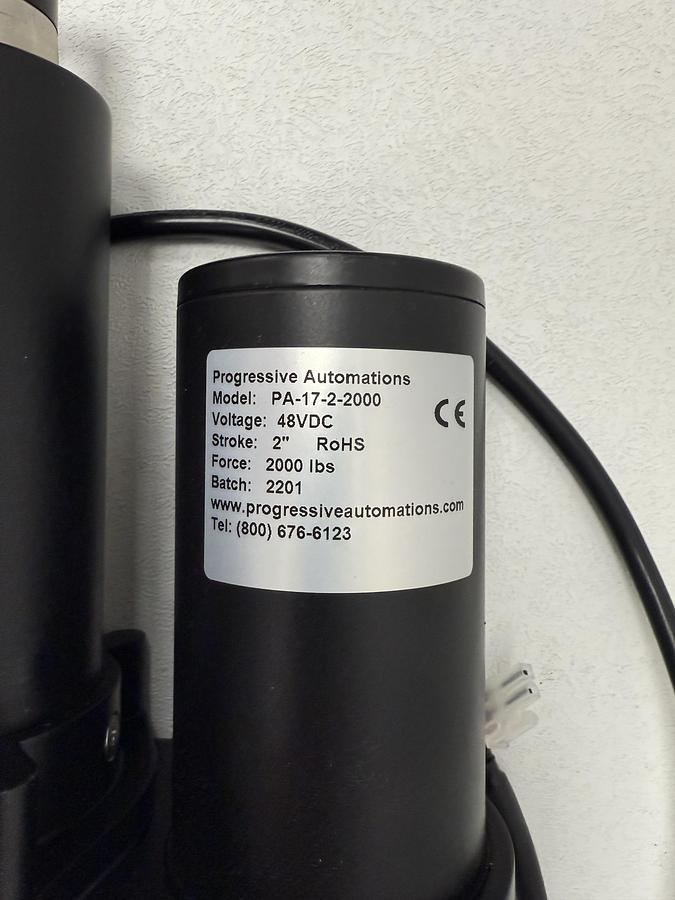 Progressive Automations
Model: PA-17-2-2000
Voltage: 48VDC
CE
Stroke: 2" RoHS
Force: 2000 lbs
Batch: 2201
www.progressiveautomations.com
Tel: (800) 676-6123